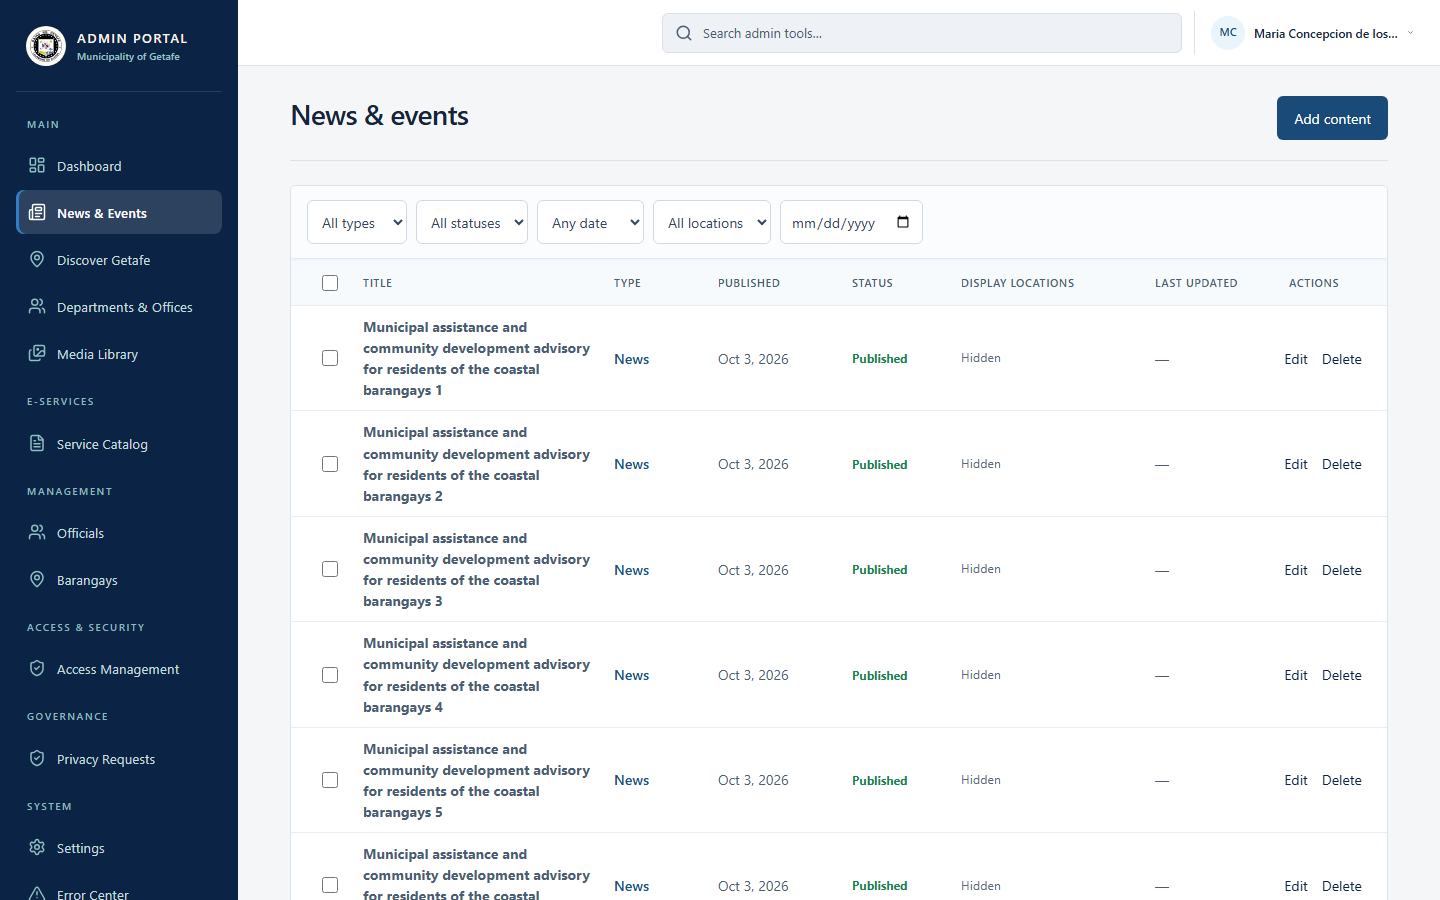 ADMIN PORTAL
Municipality of Getafe
Search admin tools...
MC
Maria Concepcion de los...
MAIN
Dashboard
News & Events
Discover Getafe
Departments & Offices
Media Library
E-SERVICES
Service Catalog
MANAGEMENT
Officials
Barangays
ACCESS & SECURITY
Access Management
GOVERNANCE
Privacy Requests
SYSTEM
Settings
Error Center
News & events
Add content
All types
All statuses
Any date
All locations
mm/dd/yyyy
TITLE TYPE PUBLISHED STATUS DISPLAY LOCATIONS LAST UPDATED ACTIONS
Municipal assistance and
community development advisory
for residents of the coastal
barangays 1
News Oct 3, 2026 Published Hidden — Edit Delete
Municipal assistance and
community development advisory
for residents of the coastal
barangays 2
News Oct 3, 2026 Published Hidden — Edit Delete
Municipal assistance and
community development advisory
for residents of the coastal
barangays 3
News Oct 3, 2026 Published Hidden — Edit Delete
Municipal assistance and
community development advisory
for residents of the coastal
barangays 4
News Oct 3, 2026 Published Hidden — Edit Delete
Municipal assistance and
community development advisory
for residents of the coastal
barangays 5
News Oct 3, 2026 Published Hidden — Edit Delete
Municipal assistance and
community development advisory
for residents of the coastal
News Oct 3, 2026 Published Hidden — Edit Delete